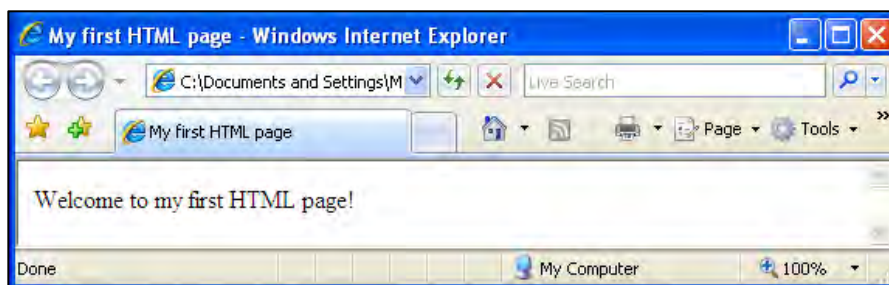 My first HTML page - Windows Internet Explorer
C:\Documents and Settings\M Live Search
My first HTML page Page Tools »
Welcome to my first HTML page!
Done My Computer 100%